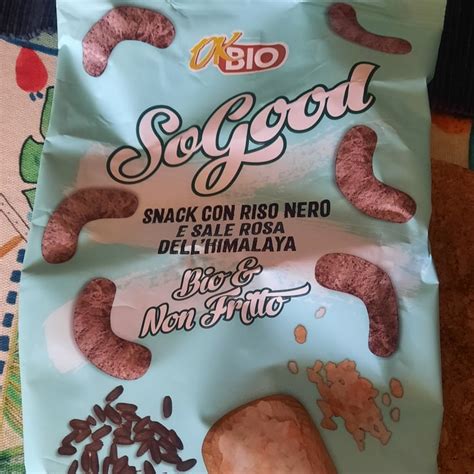 OK BIO
SoGood
SNACK CON RISO NERO
E SALE ROSA
DELL'HIMALAYA
Bio &
Non Fritto